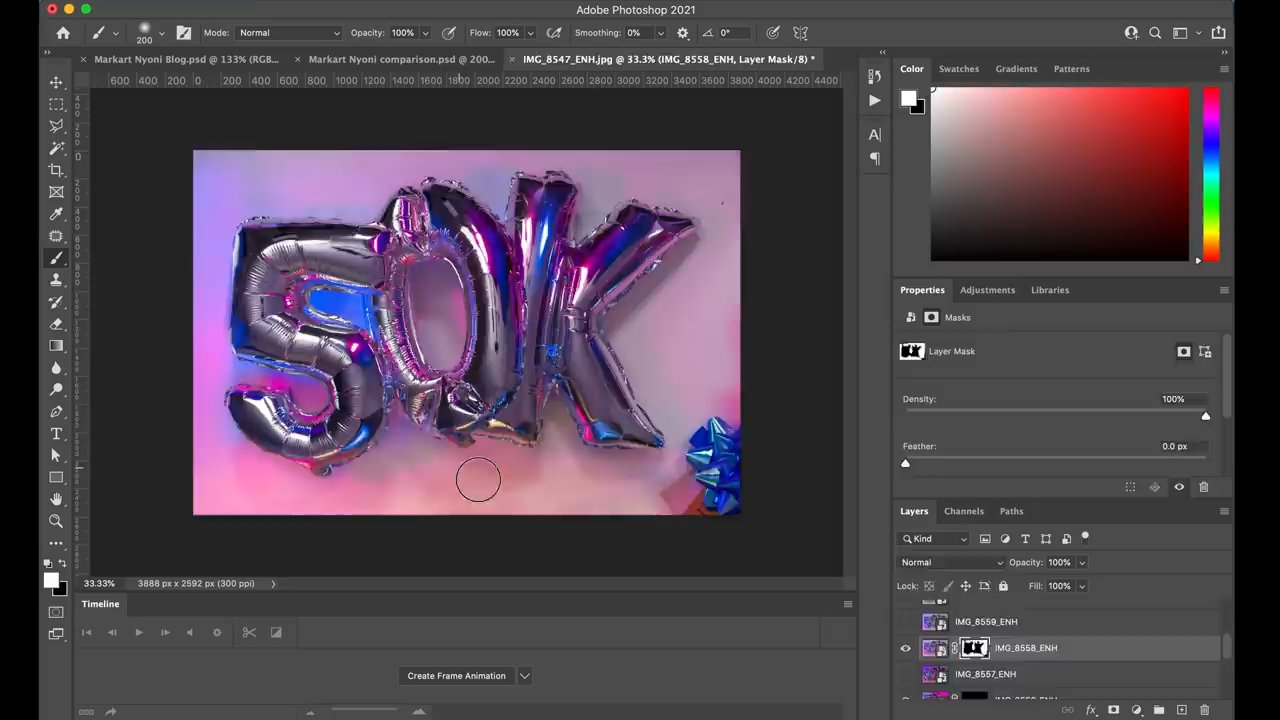 Adobe Photoshop 2021
200 Mode: Normal Opacity: 100% Flow: 100% Smoothing: 0% 0°
Markart Nyoni Blog.psd @ 133% (RGB... Markart Nyoni comparison.psd @ 200... IMG_8547_ENH.jpg @ 33.3% (IMG_8558_ENH, Layer Mask/8) *
600 400 200 0 200 400 600 800 1000 1200 1400 1600 1800 2000 2200 2400 2600 2800 3000 3200 3400 3600 3800 4000 4200 4400
Color Swatches Gradients Patterns
50K
Properties Adjustments Libraries
Masks
Layer Mask
Density: 100%
Feather: 0.0 px
Layers Channels Paths
Kind
Normal Opacity: 100%
Lock: Fill: 100%
IMG_8559_ENH
IMG_8558_ENH
IMG_8557_ENH
33.33% 3888 px x 2592 px (300 ppi)
Timeline
Create Frame Animation